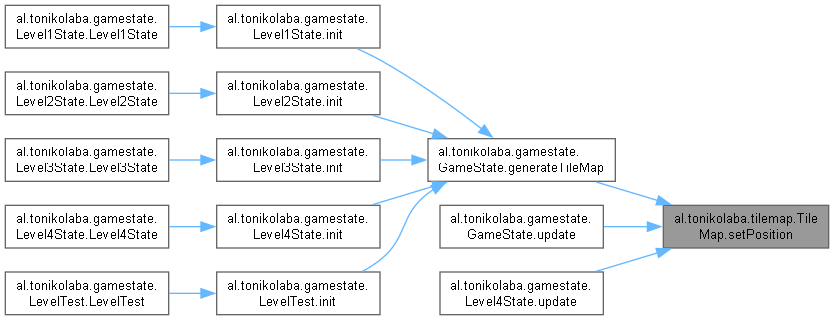 al.tonikolaba.gamestate.
Level1State.Level1State
al.tonikolaba.gamestate.
Level1State.init
al.tonikolaba.gamestate.
Level2State.Level2State
al.tonikolaba.gamestate.
Level2State.init
al.tonikolaba.gamestate.
Level3State.Level3State
al.tonikolaba.gamestate.
Level3State.init
al.tonikolaba.gamestate.
GameState.generateTileMap
al.tonikolaba.gamestate.
Level4State.Level4State
al.tonikolaba.gamestate.
Level4State.init
al.tonikolaba.gamestate.
GameState.update
al.tonikolaba.tilemap.Tile
Map.setPosition
al.tonikolaba.gamestate.
LevelTest.LevelTest
al.tonikolaba.gamestate.
LevelTest.init
al.tonikolaba.gamestate.
Level4State.update